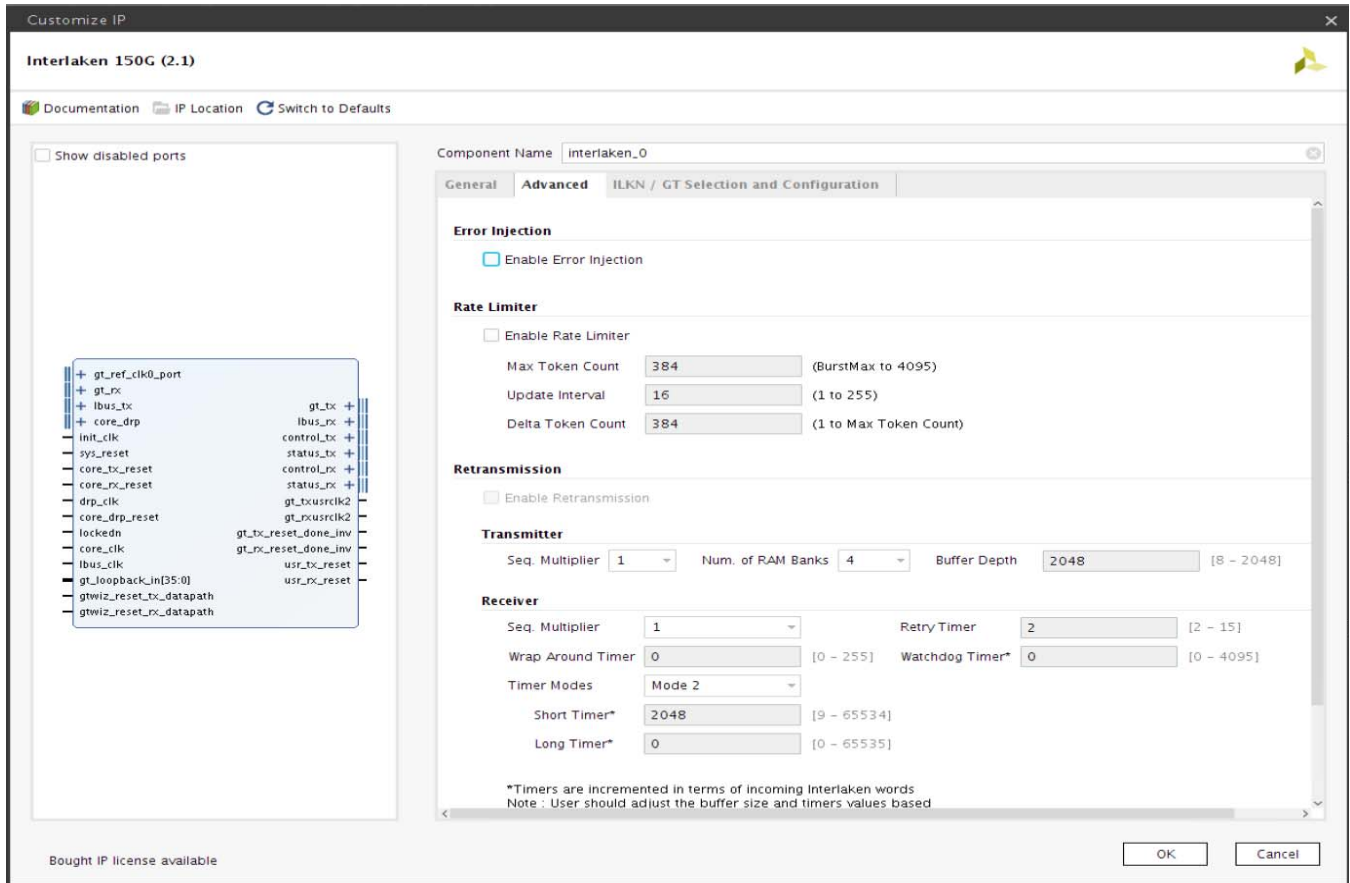 Customize IP
Interlaken 150G (2.1)
Documentation IP Location Switch to Defaults
Show disabled ports
gt_ref_clk0_port
gt_rx
lbus_tx gt_tx
core_drp lbus_rx
init_clk control_tx
sys_reset status_tx
core_tx_reset control_rx
core_rx_reset status_rx
drp_clk gt_txusrclk2
core_drp_reset gt_rxusrclk2
lockedn gt_tx_reset_done_inv
core_clk gt_rx_reset_done_inv
lbus_clk usr_tx_reset
gt_loopback_in[35:0] usr_rx_reset
gtwiz_reset_tx_datapath
gtwiz_reset_rx_datapath
Component Name interlaken_0
General Advanced ILKN / GT Selection and Configuration
Error Injection
Enable Error Injection
Rate Limiter
Enable Rate Limiter
Max Token Count 384 (BurstMax to 4095)
Update Interval 16 (1 to 255)
Delta Token Count 384 (1 to Max Token Count)
Retransmission
Enable Retransmission
Transmitter
Seq. Multiplier 1 Num. of RAM Banks 4 Buffer Depth 2048 [8 - 2048]
Receiver
Seq. Multiplier 1 Retry Timer 2 [2 - 15]
Wrap Around Timer 0 [0 - 255] Watchdog Timer* 0 [0 - 4095]
Timer Modes Mode 2
Short Timer* 2048 [9 - 65534]
Long Timer* 0 [0 - 65535]
*Timers are incremented in terms of incoming Interlaken words
Note : User should adjust the buffer size and timers values based
Bought IP license available
OK Cancel